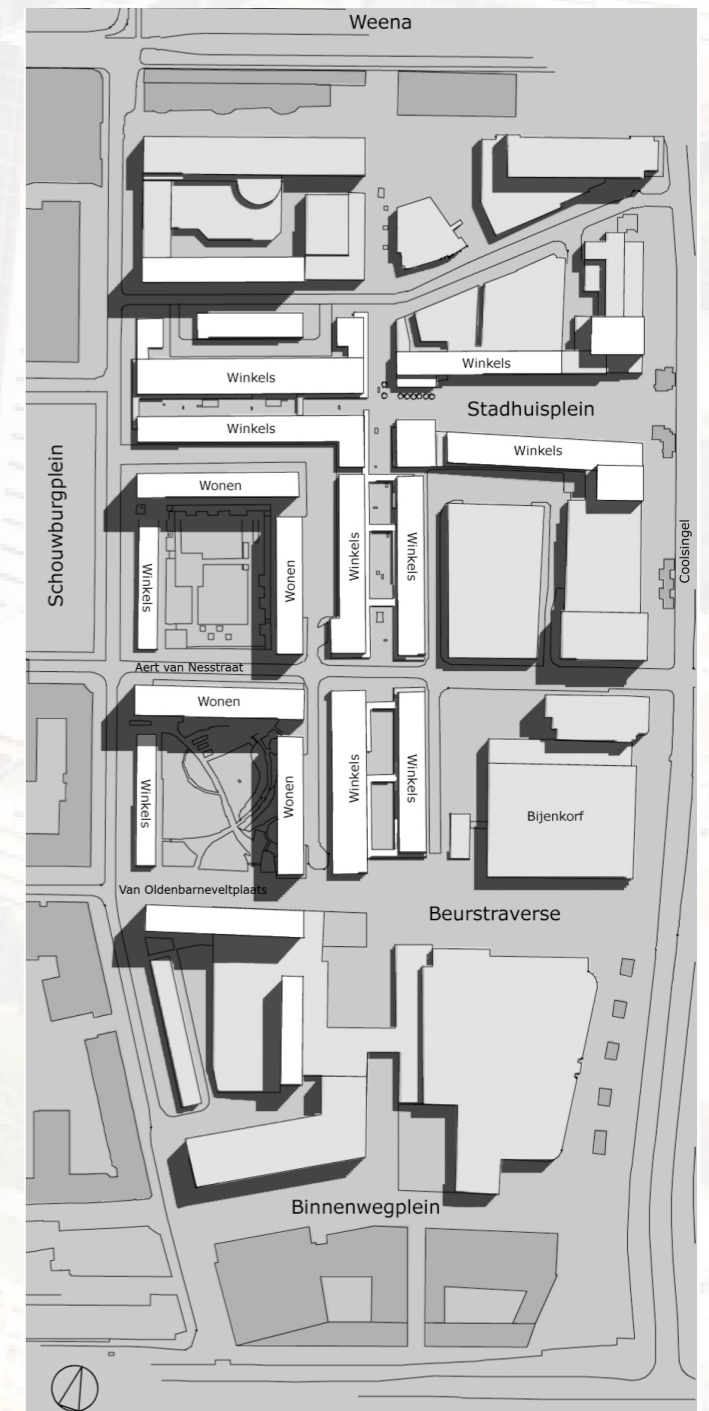 Weena
Winkels
Winkels
Stadhuisplein
Winkels
Winkels
Schouwburgplein
Wonen
Winkels
Wonen
Winkels
Winkels
Coolsingel
Aert van Nesstraat
Wonen
Winkels
Wonen
Winkels
Winkels
Bijenkorf
Van Oldenbarneveltplaats
Beurstraverse
Binnenwegplein